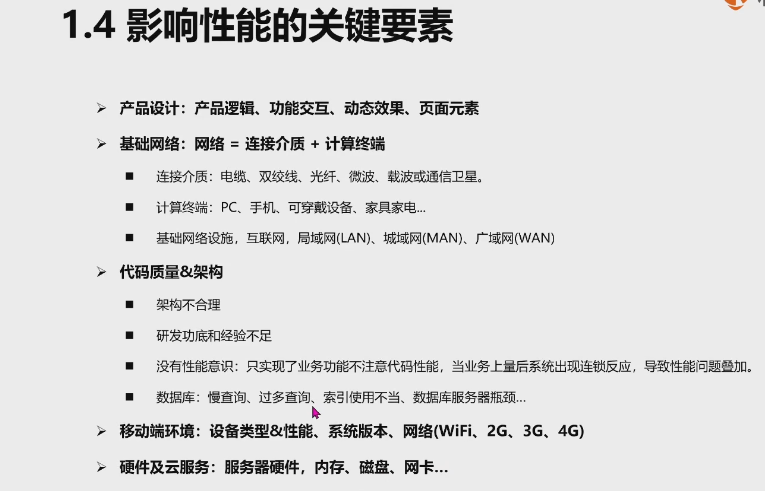 1.4 影响性能的关键要素
产品设计：产品逻辑、功能交互、动态效果、页面元素
基础网络：网络 = 连接介质 + 计算终端
连接介质：电缆、双绞线、光纤、微波、载波或通信卫星。
计算终端：PC、手机、可穿戴设备、家具家电...
基础网络设施，互联网，局域网(LAN)、城域网(MAN)、广域网(WAN)
代码质量&架构
架构不合理
研发功底和经验不足
没有性能意识：只实现了业务功能不注意代码性能，当业务上量后系统出现连锁反应，导致性能问题叠加。
数据库：慢查询、过多查询、索引使用不当、数据库服务器瓶颈...
移动端环境：设备类型&性能、系统版本、网络(WiFi、2G、3G、4G)
硬件及云服务：服务器硬件，内存、磁盘、网卡...